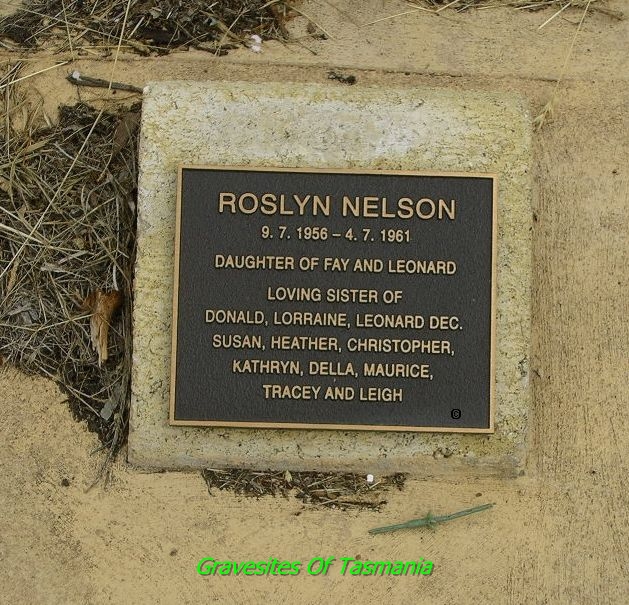 ROSLYN NELSON
9. 7. 1956 – 4. 7. 1961
DAUGHTER OF FAY AND LEONARD
LOVING SISTER OF
DONALD, LORRAINE, LEONARD DEC.
SUSAN, HEATHER, CHRISTOPHER,
KATHRYN, DELLA, MAURICE,
TRACEY AND LEIGH
Gravesites Of Tasmania